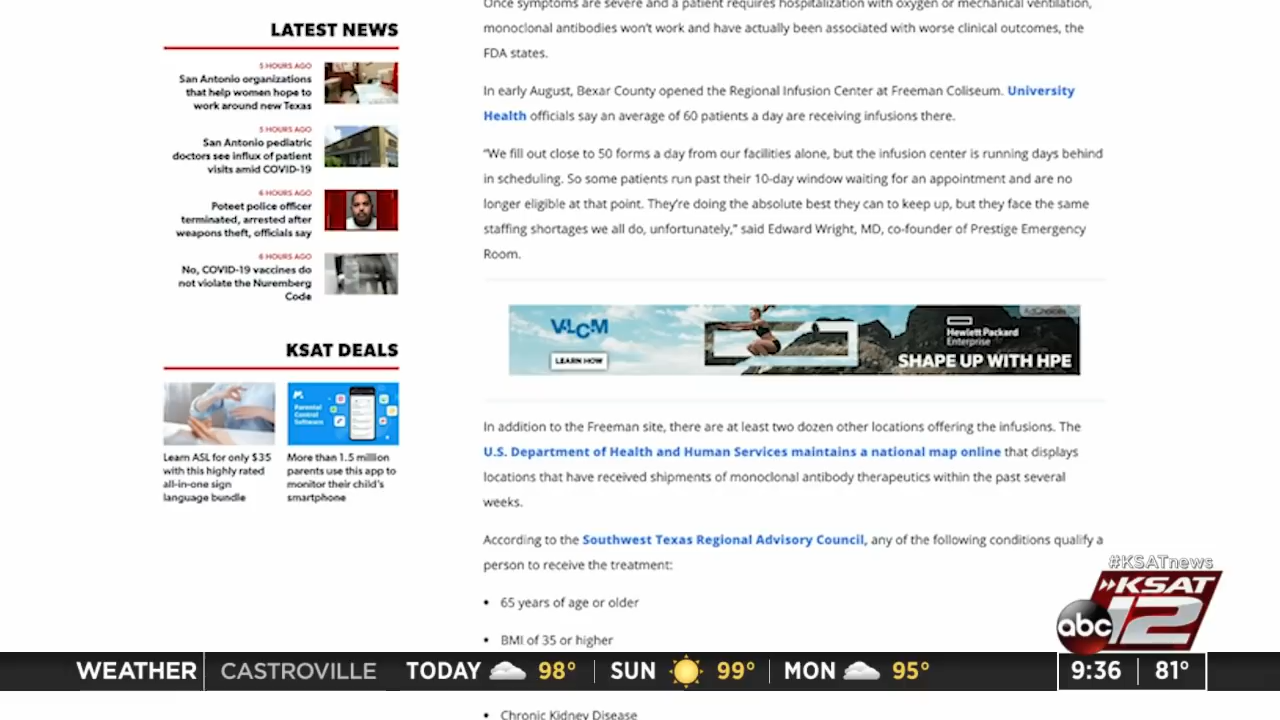 LATEST NEWS
5 HOURS AGO
San Antonio organizations
that help women hope to
work around new Texas
5 HOURS AGO
San Antonio pediatric
doctors see influx of patient
visits amid COVID-19
6 HOURS AGO
Poteet police officer
terminated, arrested after
weapons theft, officials say
6 HOURS AGO
No, COVID-19 vaccines do
not violate the Nuremberg
Code
KSAT DEALS
Parental
Control
Software
Learn ASL for only $35
with this highly rated
all-in-one sign
language bundle
More than 1.5 million
parents use this app to
monitor their child's
smartphone
Once symptoms are severe and a patient requires hospitalization with oxygen or mechanical ventilation,
monoclonal antibodies won't work and have actually been associated with worse clinical outcomes, the
FDA states.
In early August, Bexar County opened the Regional Infusion Center at Freeman Coliseum. University
Health officials say an average of 60 patients a day are receiving infusions there.
"We fill out close to 50 forms a day from our facilities alone, but the infusion center is running days behind
in scheduling. So some patients run past their 10-day window waiting for an appointment and are no
longer eligible at that point. They're doing the absolute best they can to keep up, but they face the same
staffing shortages we all do, unfortunately," said Edward Wright, MD, co-founder of Prestige Emergency
Room.
VLCM
LEARN HOW
AdChoices
Hewlett Packard
Enterprise
SHAPE UP WITH HPE
In addition to the Freeman site, there are at least two dozen other locations offering the infusions. The
U.S. Department of Health and Human Services maintains a national map online that displays
locations that have received shipments of monoclonal antibody therapeutics within the past several
weeks.
According to the Southwest Texas Regional Advisory Council, any of the following conditions qualify a
person to receive the treatment:
• 65 years of age or older
• BMI of 35 or higher
• Chronic Kidney Disease
#KSATnews
KSAT
abc 12
WEATHER CASTROVILLE TODAY 98° SUN 99° MON 95° 9:36 81°